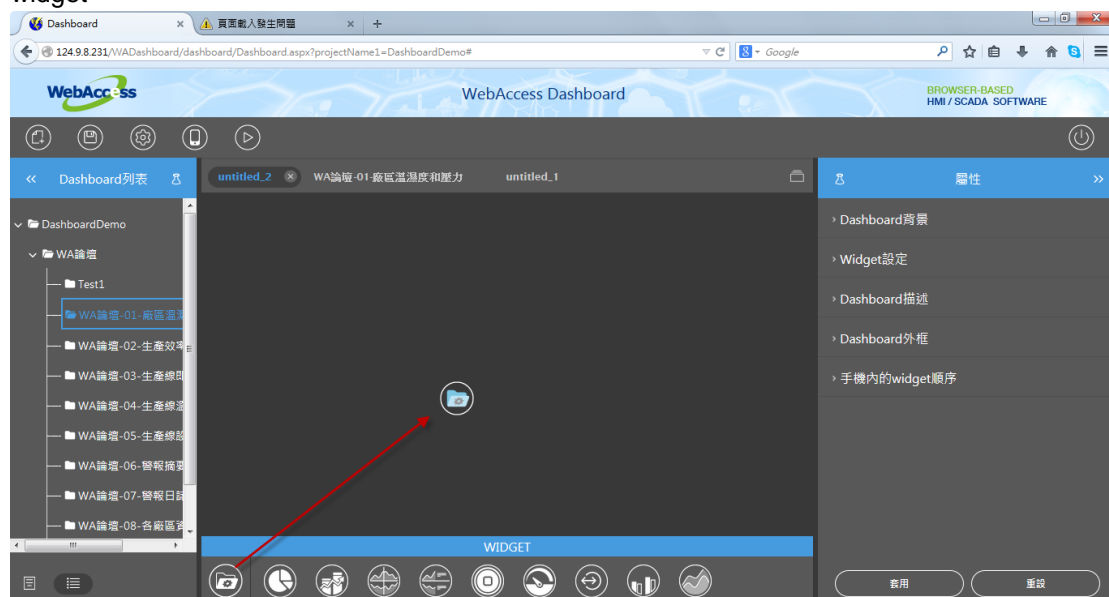 widget
Dashboard
頁面載入發生問題
124.9.8.231/WADashboard/dashboard/Dashboard.aspx?projectName1=DashboardDemo#
Google
WebAccess
WebAccess Dashboard
BROWSER-BASED
HMI / SCADA SOFTWARE
Dashboard列表
untitled_2
WA論壇-01-廠區溫濕度和壓力
untitled_1
屬性
DashboardDemo
WA論壇
Test1
WA論壇-01-廠區溫濕
WA論壇-02-生產效率
WA論壇-03-生產線即
WA論壇-04-生產線溫
WA論壇-05-生產線設
WA論壇-06-警報摘要
WA論壇-07-警報日誌
WA論壇-08-各廠區資
Dashboard背景
Widget設定
Dashboard描述
Dashboard外框
手機內的widget順序
WIDGET
套用
重設